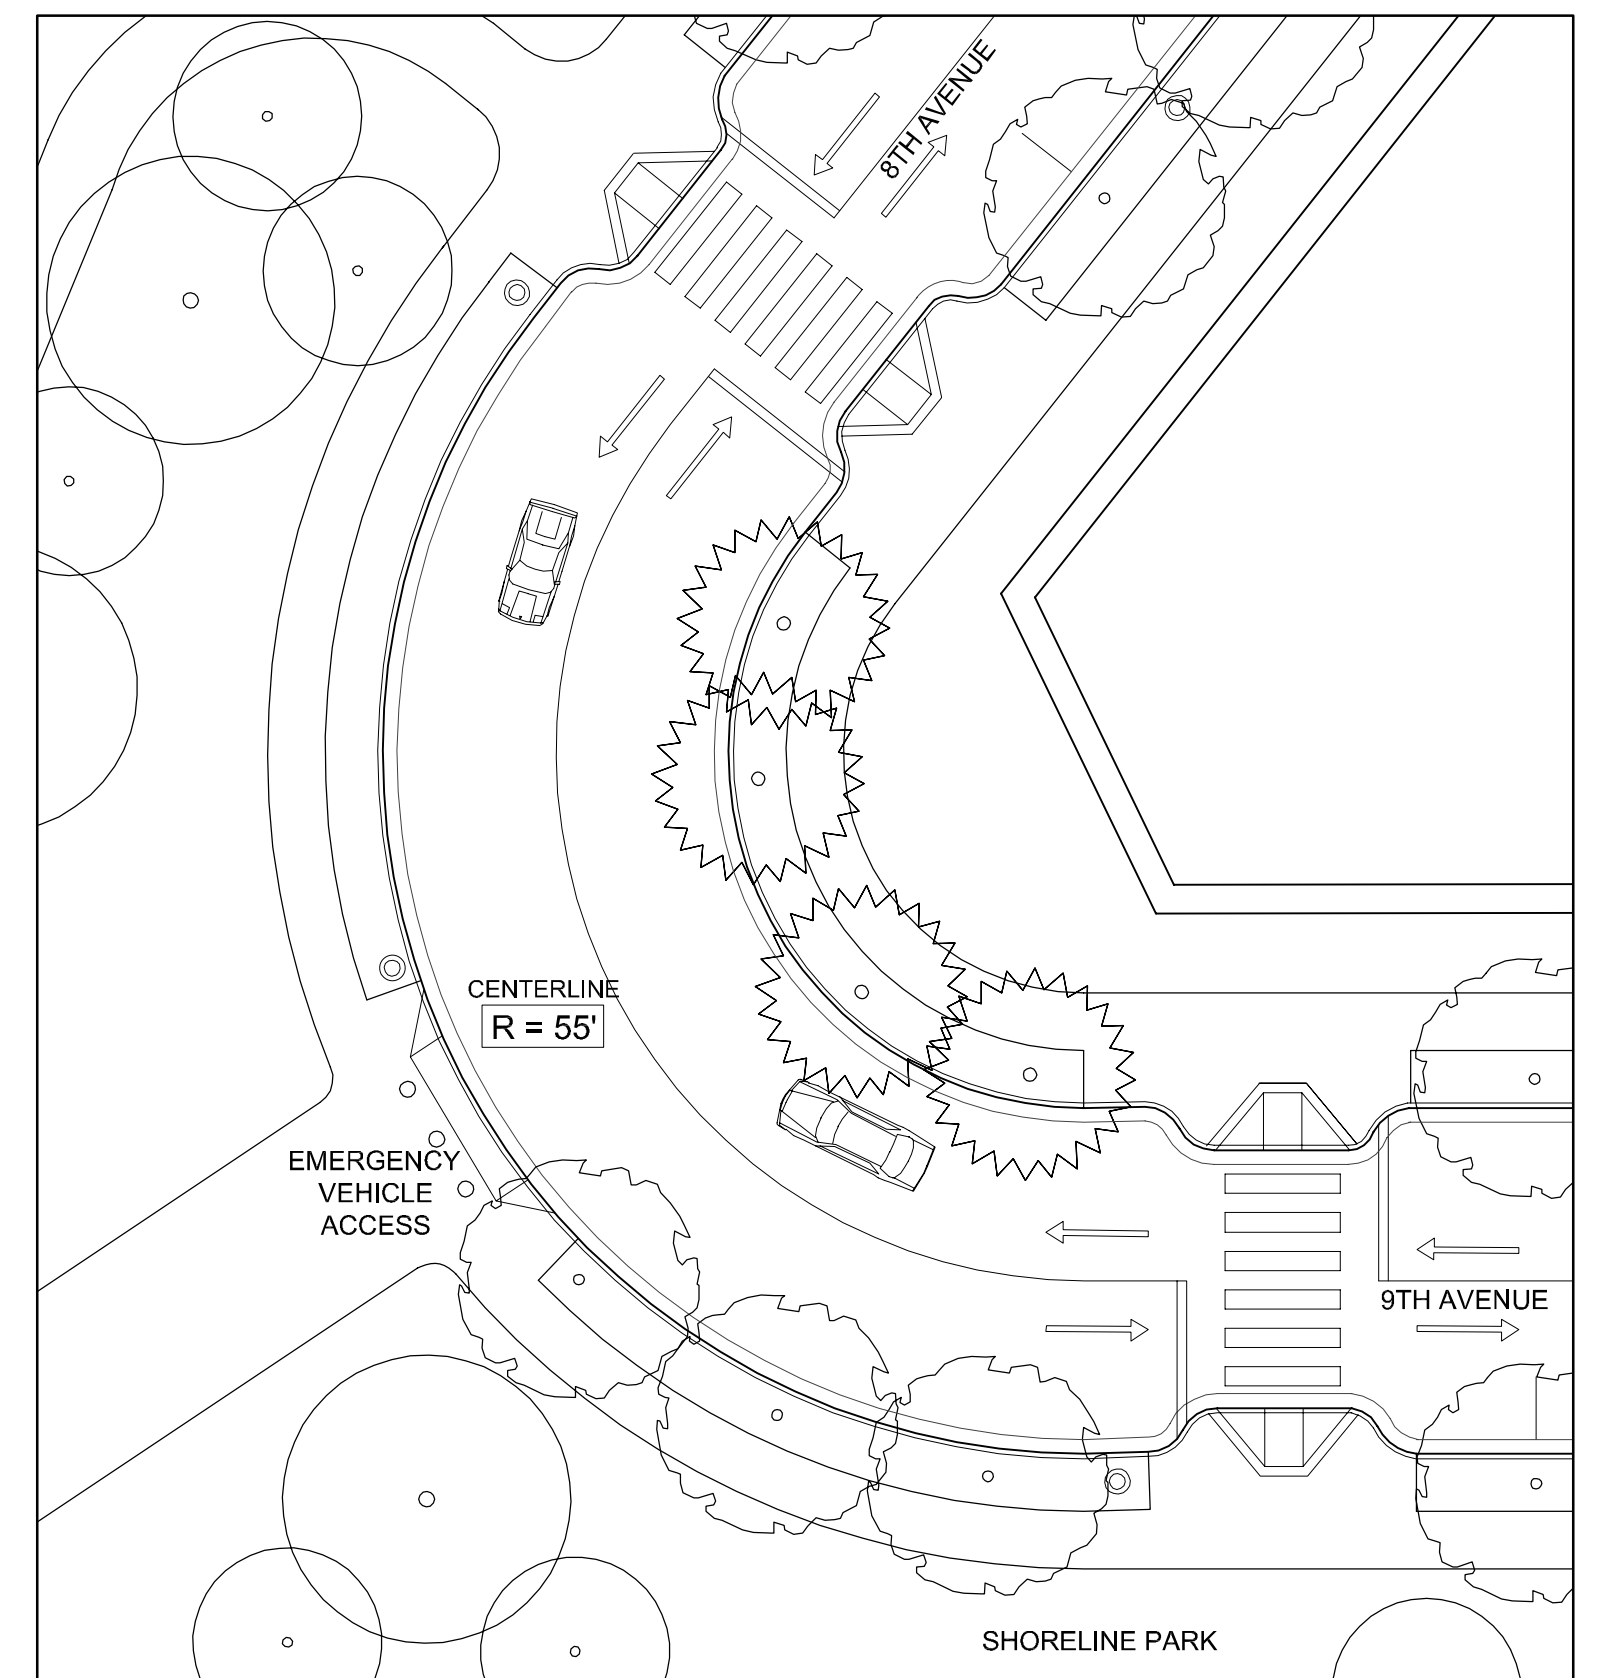 8TH AVENUE
CENTERLINE
R = 55'
EMERGENCY
VEHICLE
ACCESS
9TH AVENUE
SHORELINE PARK